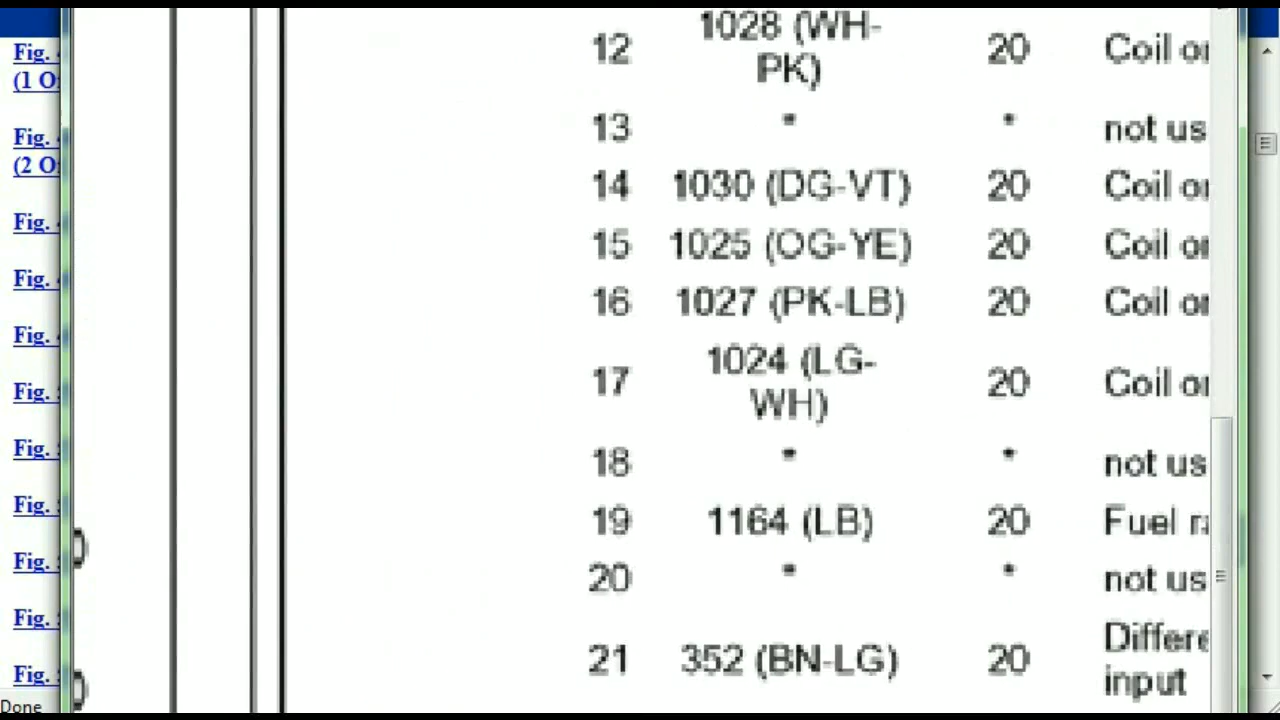 Fig.
(1 O
Fig.
(2 O
Fig.
Fig.
Fig.
Fig.
Fig.
Fig.
Fig.
Fig.
Fig.
Done
12 1028 (WH-
PK) 20 Coil o
13 * * not us
14 1030 (DG-VT) 20 Coil o
15 1025 (OG-YE) 20 Coil o
16 1027 (PK-LB) 20 Coil o
17 1024 (LG-
WH) 20 Coil o
18 * * not us
19 1164 (LB) 20 Fuel r
20 * * not us
21 352 (BN-LG) 20 Differe
input